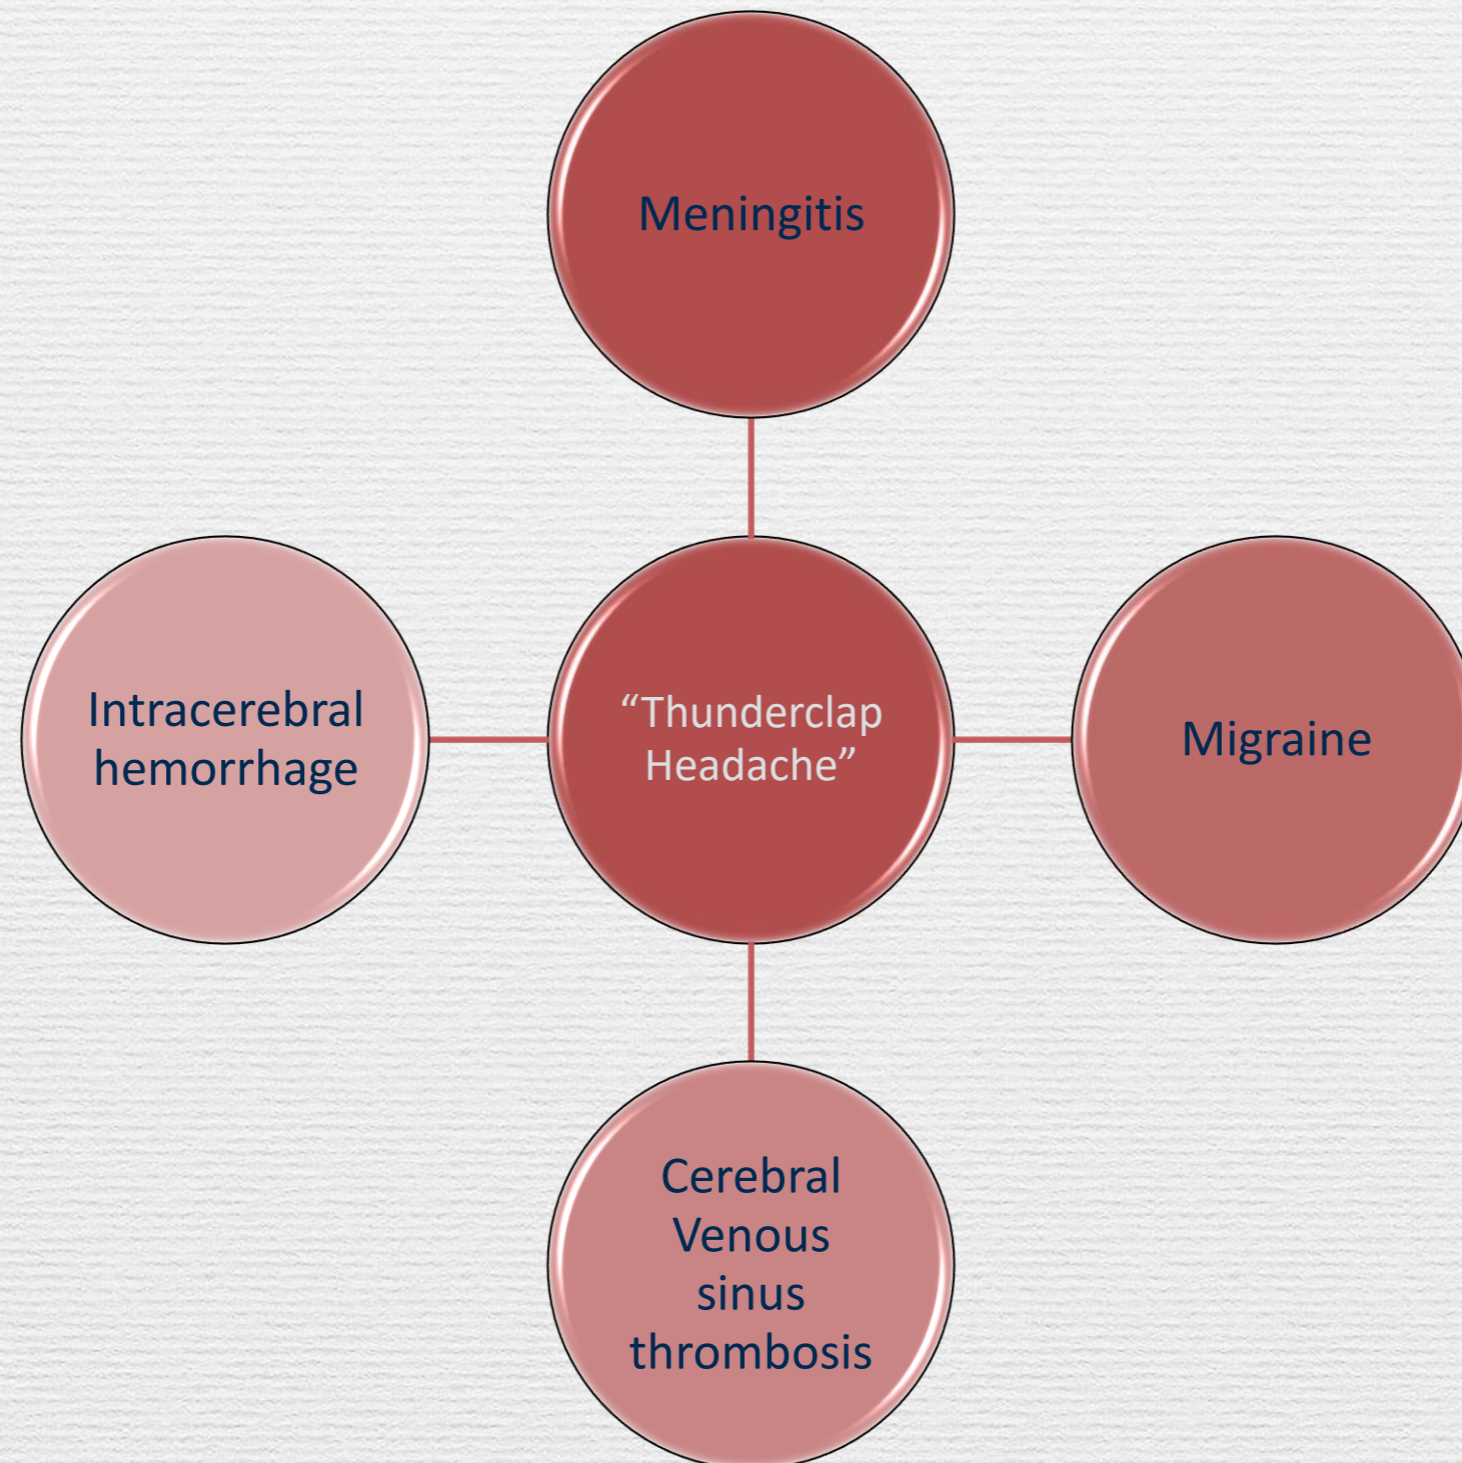 Meningitis
Intracerebral
hemorrhage
“Thunderclap
Headache”
Migraine
Cerebral
Venous
sinus
thrombosis